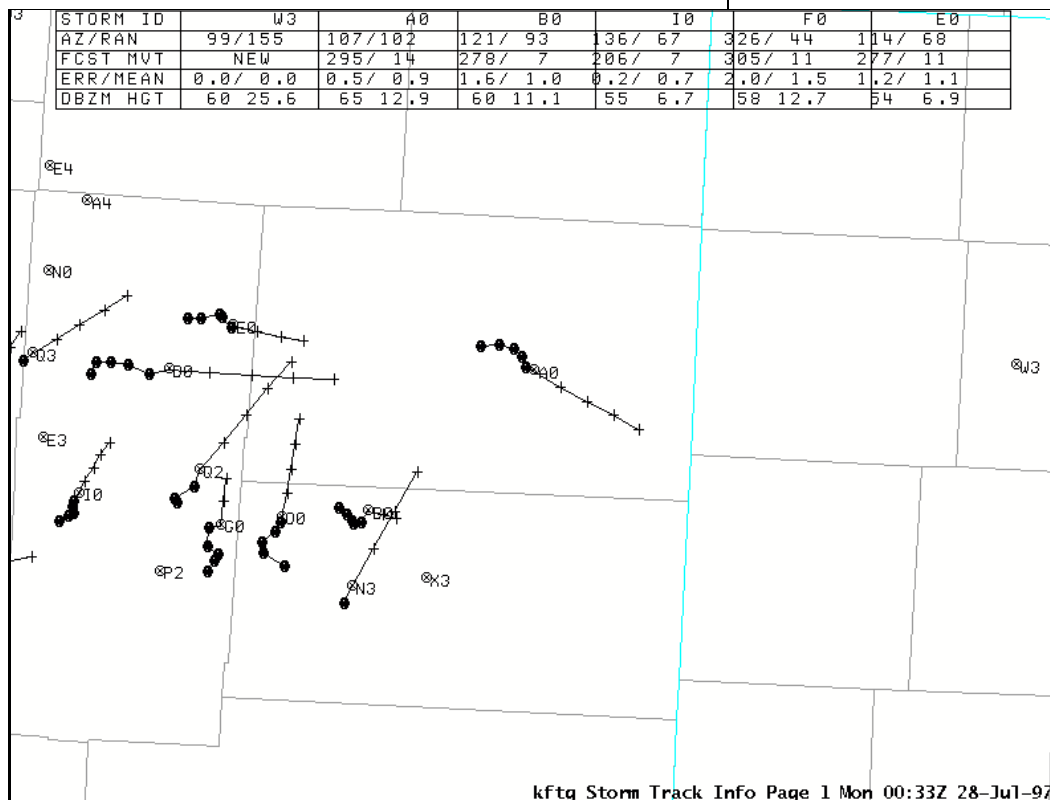 3
STORM ID W3 A0 B0 I0 F0 E0
AZ/RAN 99/155 107/102 121/ 93 136/ 67 326/ 44 114/ 68
FCST MVT NEW 295/ 14 278/ 7 206/ 7 305/ 11 277/ 11
ERR/MEAN 0.0/ 0.0 0.5/ 0.9 1.6/ 1.0 0.2/ 0.7 2.0/ 1.5 1.2/ 1.1
DBZM HGT 60 25.6 65 12.9 60 11.1 55 6.7 58 12.7 54 6.9
E4
A4
N0
E0
Q3
D0
A0
W3
E3
Q2
I0
G0
O0
B0
P2
N3
X3
kftg Storm Track Info Page 1 Mon 00:33Z 28-Jul-97